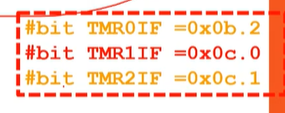 #bit TMR0IF =0x0b.2
#bit TMR1IF =0x0c.0
#bit TMR2IF =0x0c.1